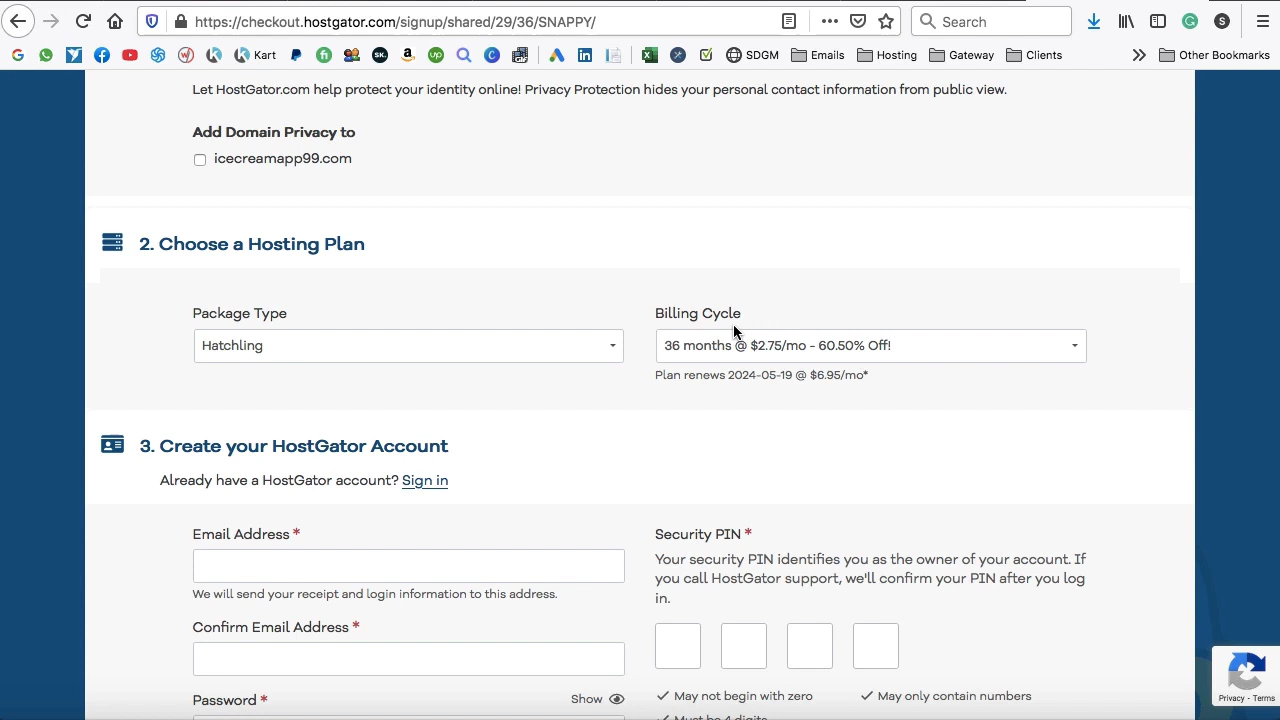 https://checkout.hostgator.com/signup/shared/29/36/SNAPPY/
Search
Kart
SDGM
Emails
Hosting
Gateway
Clients
Other Bookmarks
Let HostGator.com help protect your identity online! Privacy Protection hides your personal contact information from public view.
Add Domain Privacy to
icecreamapp99.com
2. Choose a Hosting Plan
Package Type
Hatchling
Billing Cycle
36 months @ $2.75/mo - 60.50% Off!
Plan renews 2024-05-19 @ $6.95/mo*
3. Create your HostGator Account
Already have a HostGator account? Sign in
Email Address *
We will send your receipt and login information to this address.
Confirm Email Address *
Password *
Show
Security PIN *
Your security PIN identifies you as the owner of your account. If
you call HostGator support, we'll confirm your PIN after you log
in.
May not begin with zero
May only contain numbers
Must be 4 digits
Privacy - Terms